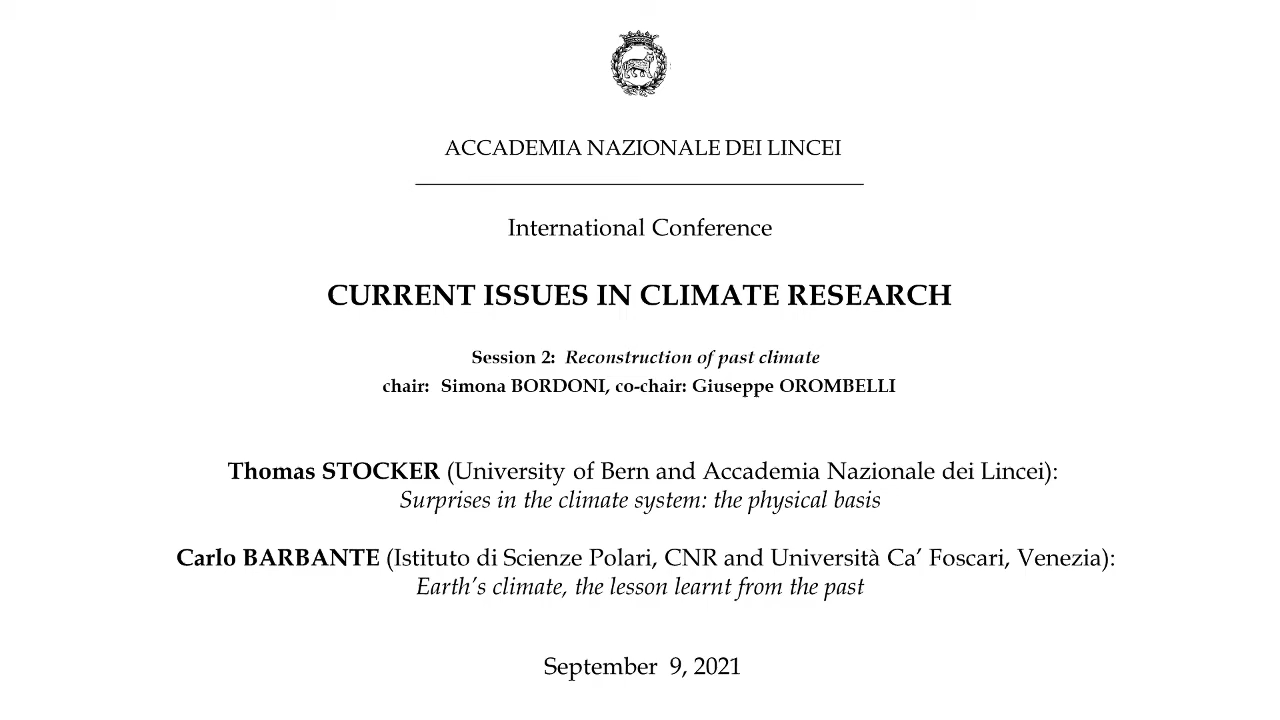 ACCADEMIA NAZIONALE DEI LINCEI
International Conference
CURRENT ISSUES IN CLIMATE RESEARCH
Session 2: Reconstruction of past climate
chair: Simona BORDONI, co-chair: Giuseppe OROMBELLI
Thomas STOCKER (University of Bern and Accademia Nazionale dei Lincei):
Surprises in the climate system: the physical basis
Carlo BARBANTE (Istituto di Scienze Polari, CNR and Università Ca’ Foscari, Venezia):
Earth’s climate, the lesson learnt from the past
September 9, 2021